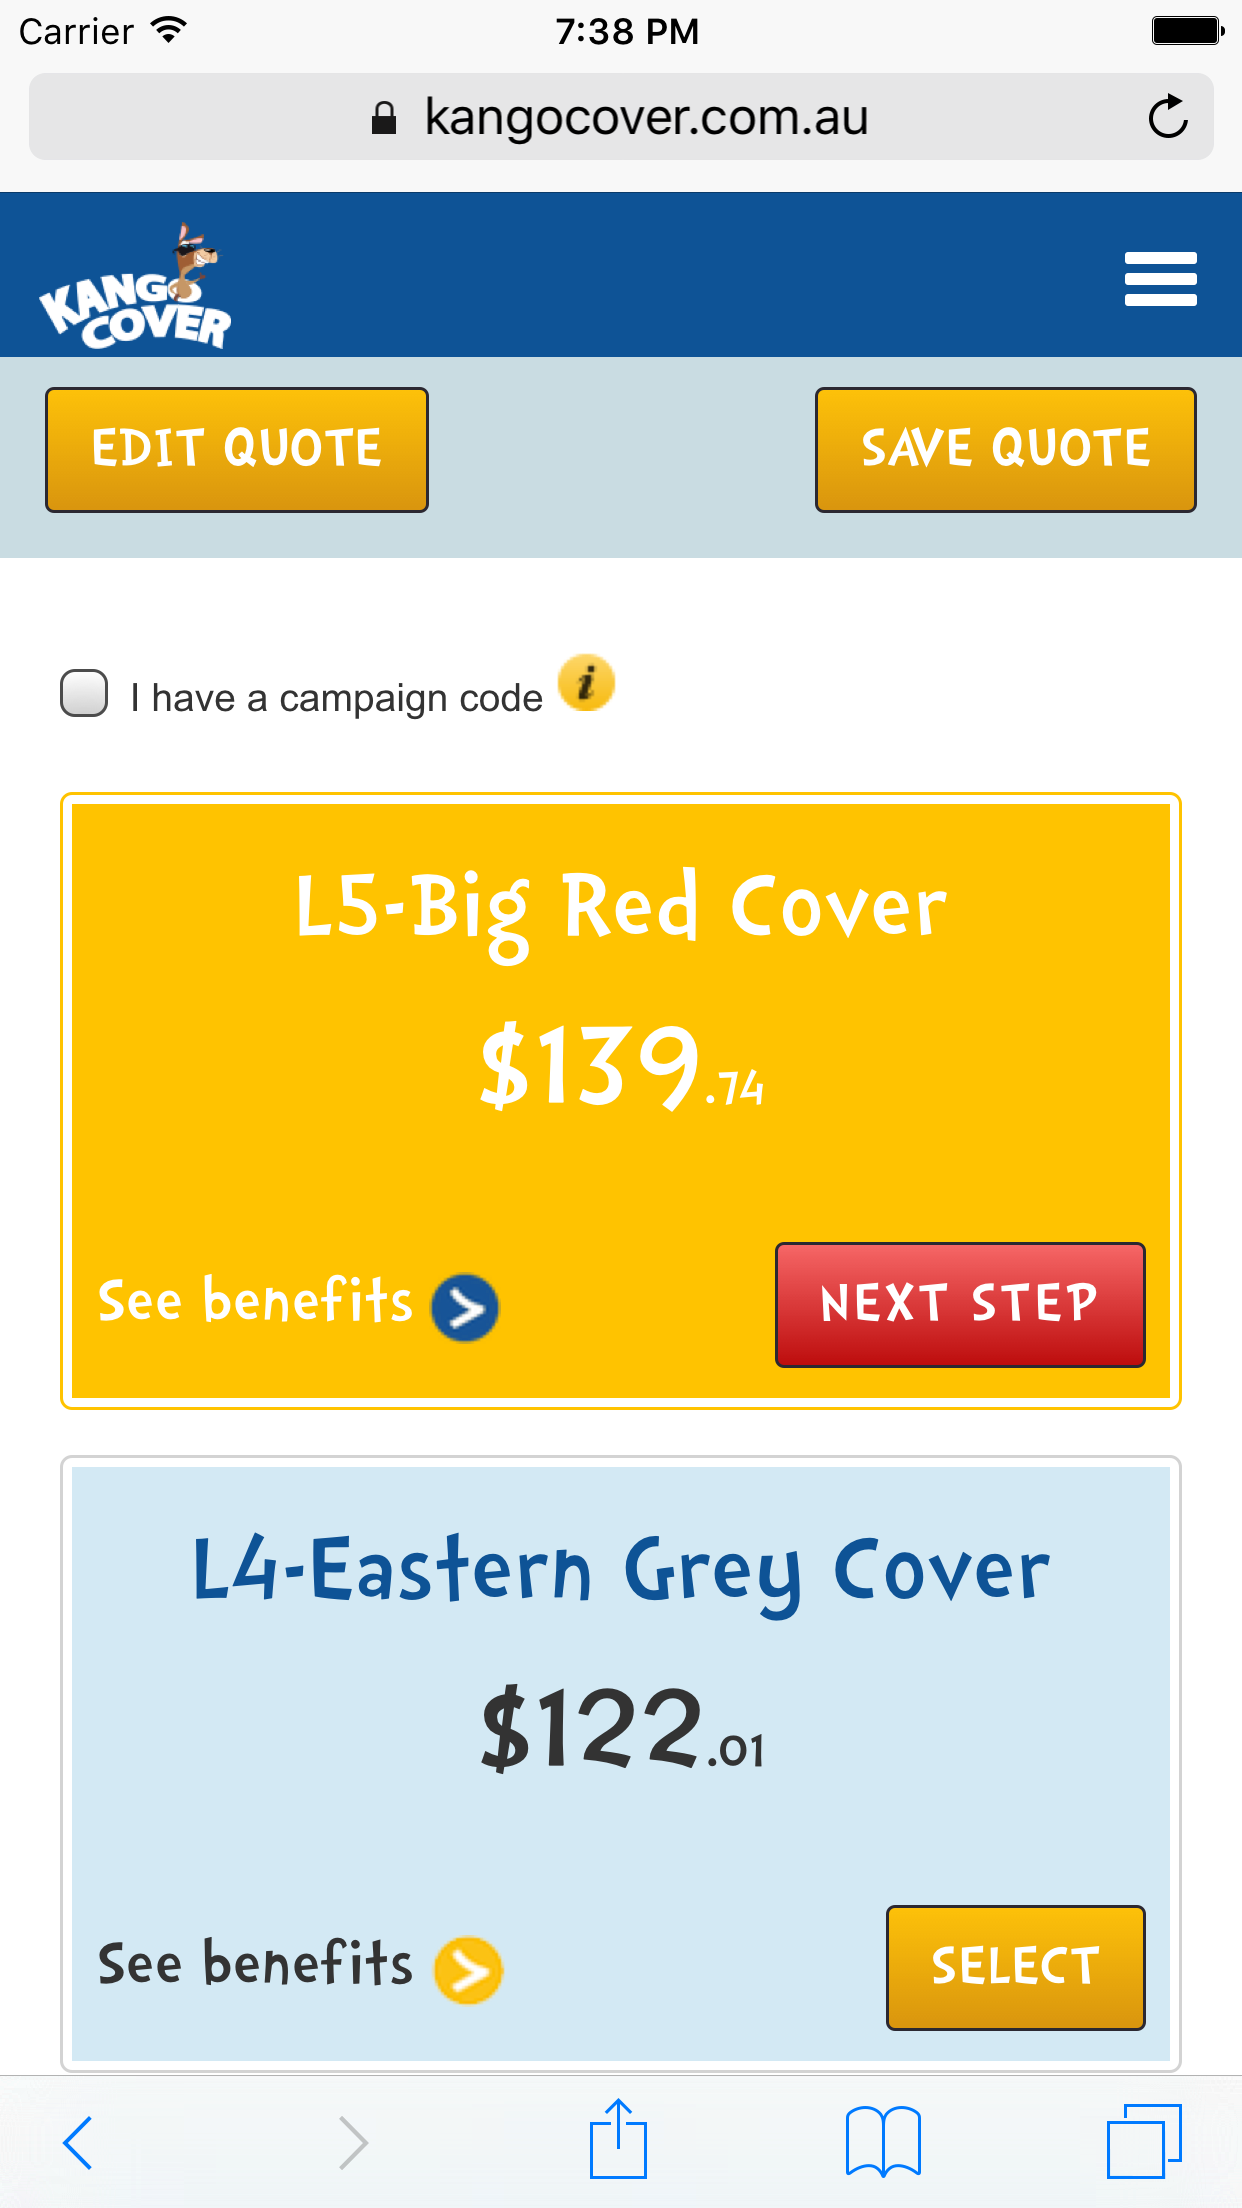 Carrier 7:38 PM
kangocover.com.au
KANGO
COVER
EDIT QUOTE SAVE QUOTE
I have a campaign code i
L5-Big Red Cover
$139.74
See benefits NEXT STEP
L4-Eastern Grey Cover
$122.01
See benefits SELECT